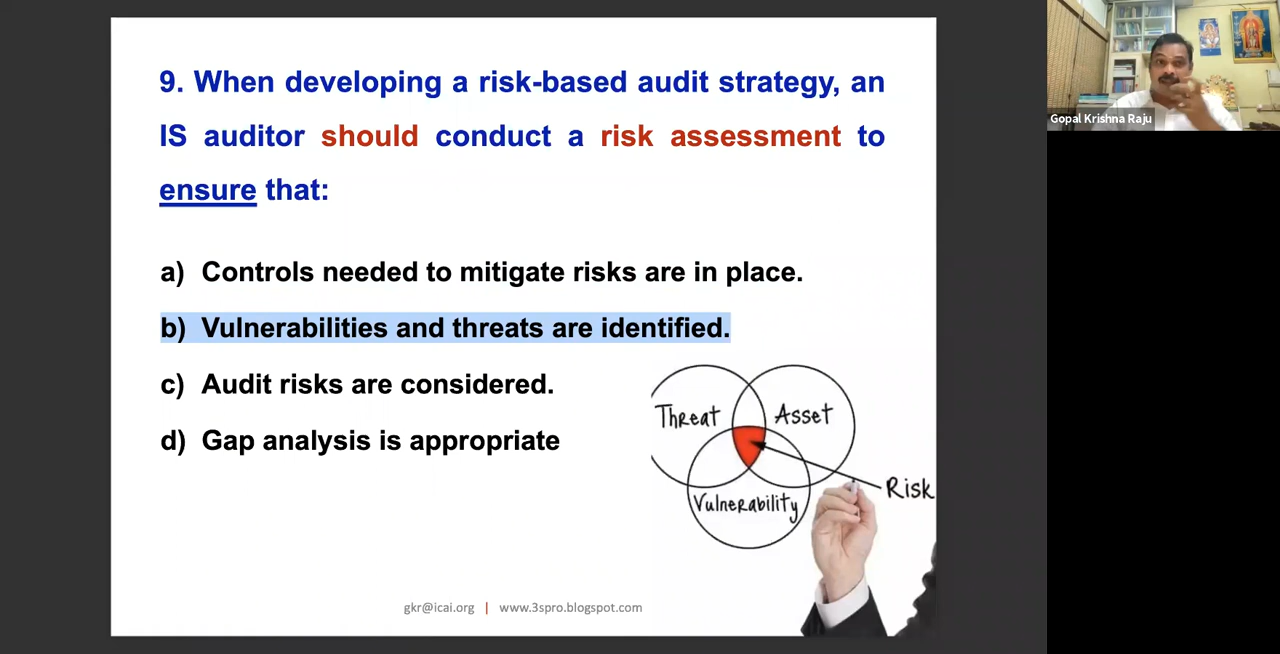 9. When developing a risk-based audit strategy, an
IS auditor should conduct a risk assessment to
ensure that:
a) Controls needed to mitigate risks are in place.
b) Vulnerabilities and threats are identified.
c) Audit risks are considered.
d) Gap analysis is appropriate
Threat
Asset
Vulnerability
Risk
gkr@icai.org | www.3spro.blogspot.com
Gopal Krishna Raju